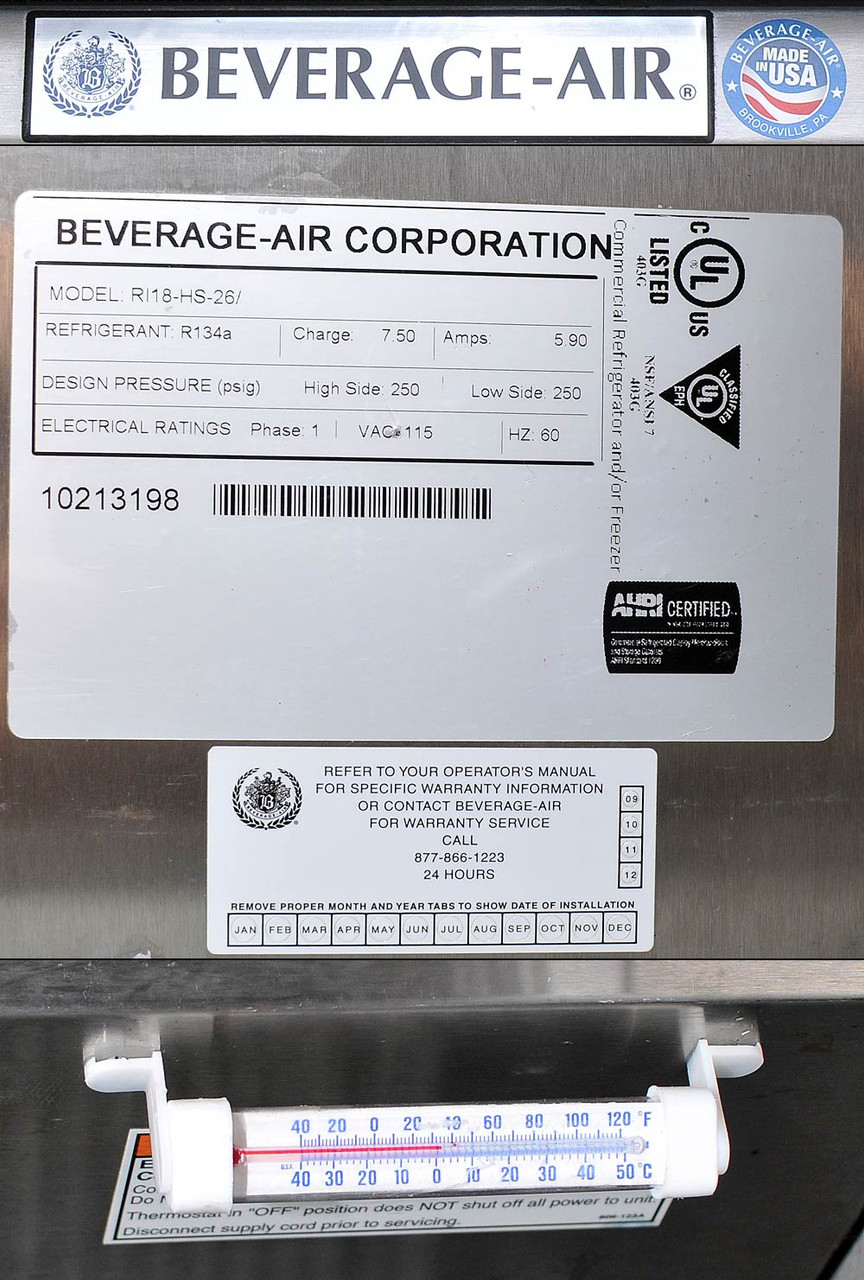 BEVERAGE-AIR®
BEVERAGE-AIR
MADE
IN USA
BROOKVILLE, PA
BEVERAGE-AIR CORPORATION
MODEL: RI18-HS-26/
REFRIGERANT: R134a Charge: 7.50 Amps: 5.90
DESIGN PRESSURE (psig) High Side: 250 Low Side: 250
ELECTRICAL RATINGS Phase: 1 VAC: 115 HZ: 60
10213198
Commercial Refrigerator and/or Freezer
C UL® US
LISTED
403G
CLASSIFIED
UL
EPH
NSF/ANSI 7
403G
AHRI CERTIFIED
REFER TO YOUR OPERATOR'S MANUAL
FOR SPECIFIC WARRANTY INFORMATION
OR CONTACT BEVERAGE-AIR
FOR WARRANTY SERVICE
CALL
877-866-1223
24 HOURS
09
10
11
12
REMOVE PROPER MONTH AND YEAR TABS TO SHOW DATE OF INSTALLATION
JAN FEB MAR APR MAY JUN JUL AUG SEP OCT NOV DEC
40 20 0 20 40 60 80 100 120 °F
40 30 20 10 0 10 20 30 40 50 °C
Thermostat in "OFF" position does NOT shut off all power to unit.
Disconnect supply cord prior to servicing.